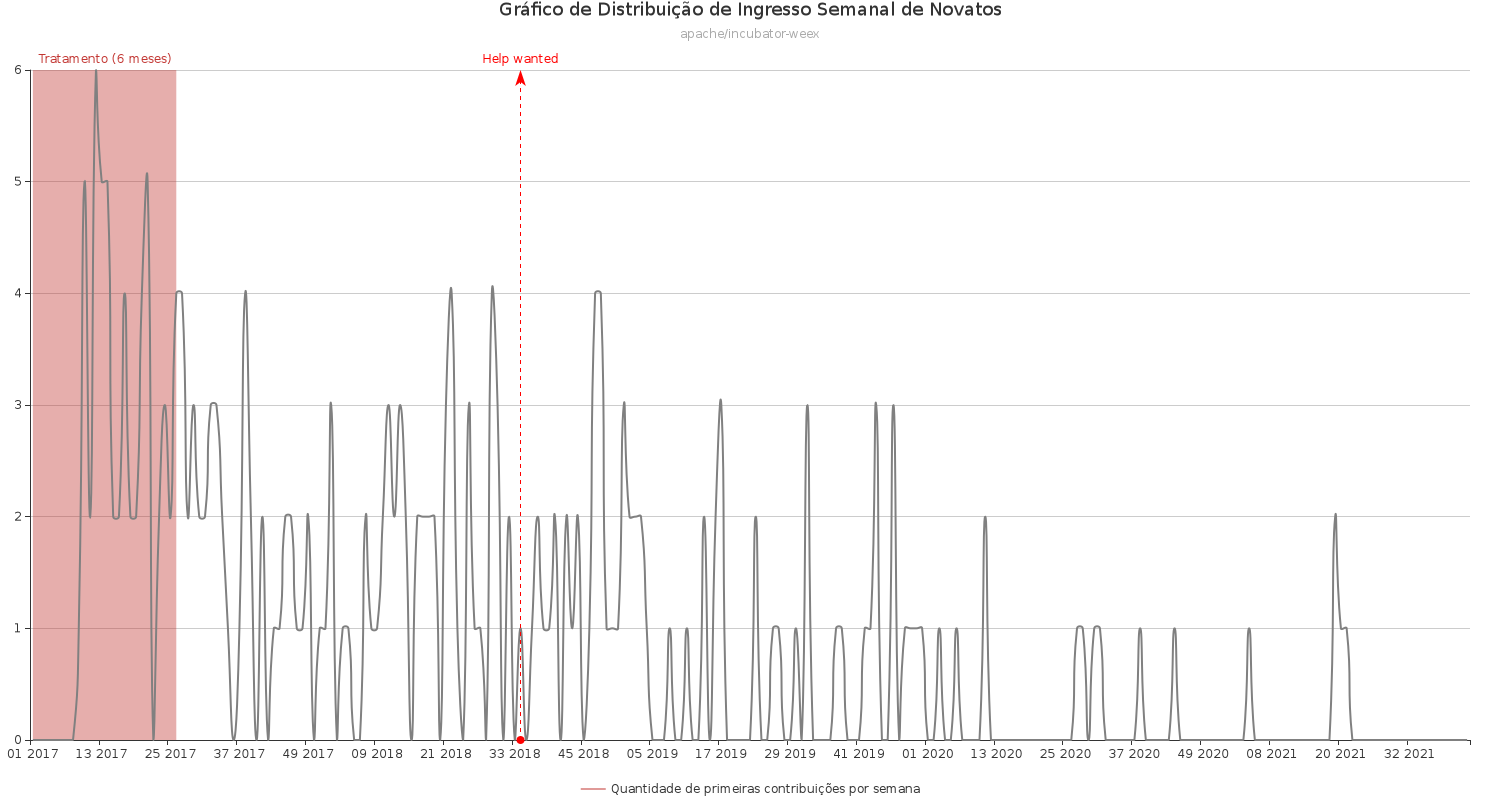 Gráfico de Distribuição de Ingresso Semanal de Novatos
apache/incubator-weex
Tratamento (6 meses)
Help wanted
6
5
4
3
2
1
0
01 2017 13 2017 25 2017 37 2017 49 2017 09 2018 21 2018 33 2018 45 2018 05 2019 17 2019 29 2019 41 2019 01 2020 13 2020 25 2020 37 2020 49 2020 08 2021 20 2021 32 2021
Quantidade de primeiras contribuições por semana